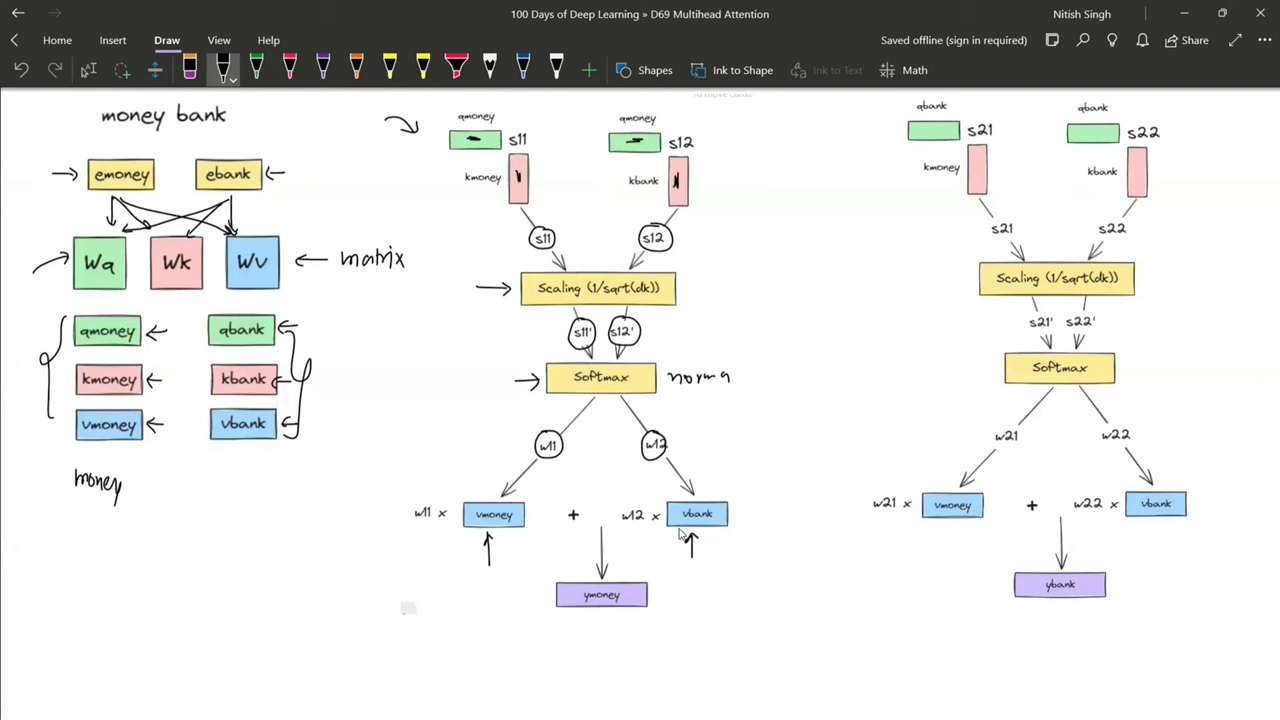 100 Days of Deep Learning » D69 Multihead Attention
Nitish Singh
Home Insert Draw View Help
Saved offline (sign in required)
Share
Shapes
Ink to Shape
Ink to Text
Math
money bank
emoney ebank
Wq Wk Wv
matrix
qmoney qbank
kmoney kbank
vmoney vbank
money
qmoney qmoney
s11 s12
kmoney kbank
s11 s12
Scaling (1/sqrt(dk))
s11' s12'
Softmax norma
w11 w12
w11 × vmoney + w12 × vbank
ymoney
qbank qbank
s21 s22
kmoney kbank
s21 s22
Scaling (1/sqrt(dk))
s21' s22'
Softmax
w21 w22
w21 × vmoney + w22 × vbank
ybank